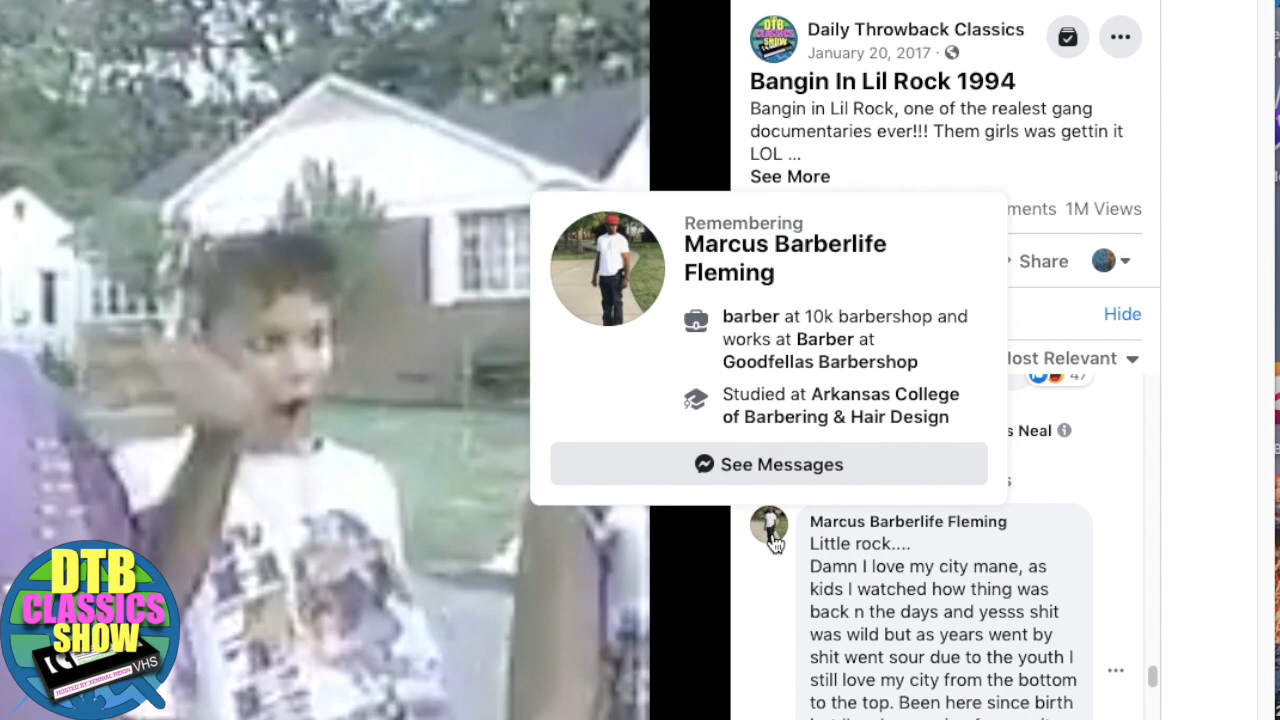 Daily Throwback Classics
January 20, 2017 ·
Bangin In Lil Rock 1994
Bangin in Lil Rock, one of the realest gang
documentaries ever!!! Them girls was gettin it
LOL ...
See More
ments 1M Views
Share
Hide
lost Relevant
47
s Neal
Remembering
Marcus Barberlife
Fleming
barber at 10k barbershop and
works at Barber at
Goodfellas Barbershop
Studied at Arkansas College
of Barbering & Hair Design
See Messages
Marcus Barberlife Fleming
Little rock....
Damn I love my city mane, as
kids I watched how thing was
back n the days and yesss shit
was wild but as years went by
shit went sour due to the youth I
still love my city from the bottom
to the top. Been here since birth
DTB
CLASSICS
SHOW
VHS
HOSTED BY